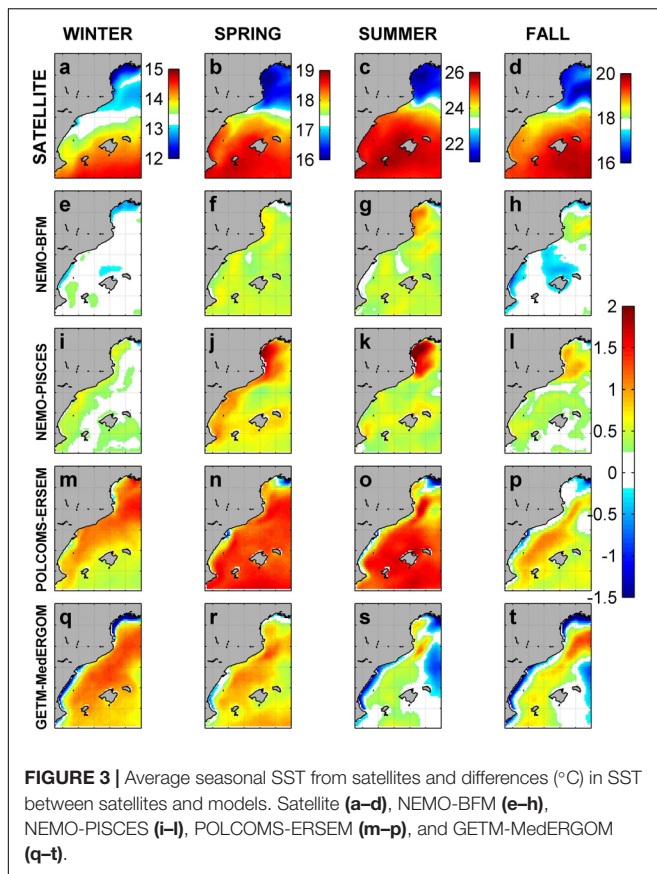 WINTER SPRING SUMMER FALL
SATELLITE
a b c d
15 14 13 12
19 18 17 16
26 24 22
20 18 16
NEMO-BFM
e f g h
NEMO-PISCES
i j k l
2
1.5
1
0.5
0
-0.5
-1
-1.5
POLCOMS-ERSEM
m n o p
GETM-MedERGOM
q r s t
FIGURE 3 | Average seasonal SST from satellites and differences (°C) in SST
between satellites and models. Satellite (a–d), NEMO-BFM (e–h),
NEMO-PISCES (i–l), POLCOMS-ERSEM (m–p), and GETM-MedERGOM
(q–t).